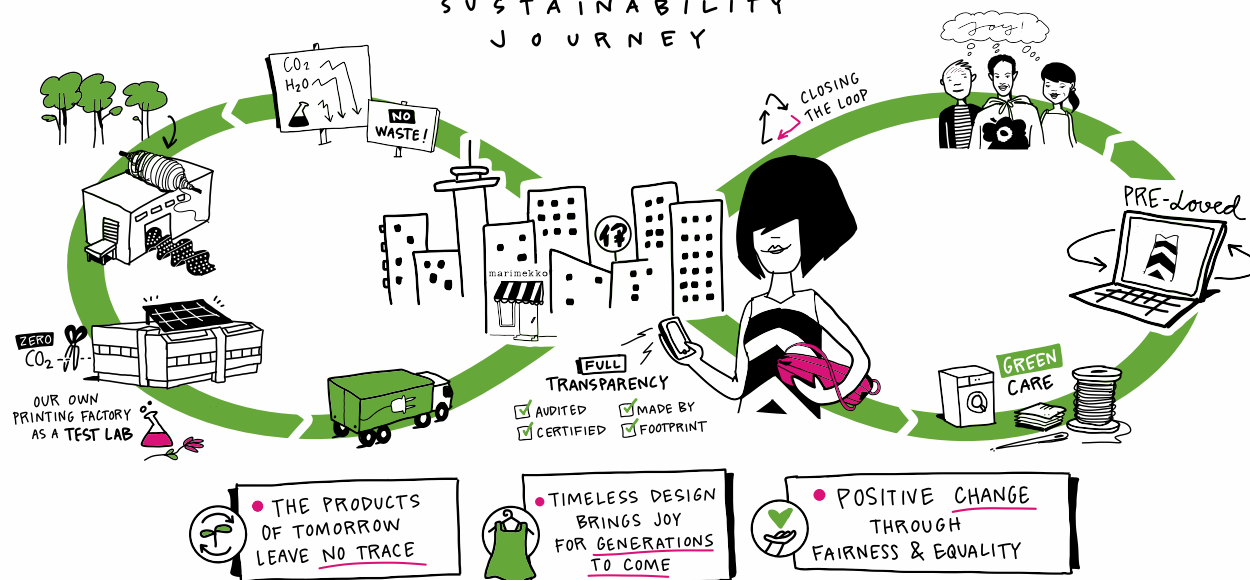 SUSTAINABILITY
JOURNEY
CO2
H2O
NO
WASTE!
CLOSING
THE LOOP
Joy!
PRE-Loved
marimekko
ZERO
CO2
OUR OWN
PRINTING FACTORY
AS A TEST LAB
FULL
TRANSPARENCY
AUDITED
CERTIFIED
MADE BY
FOOTPRINT
GREEN
CARE
THE PRODUCTS
OF TOMORROW
LEAVE NO TRACE
TIMELESS DESIGN
BRINGS JOY
FOR GENERATIONS
TO COME
POSITIVE CHANGE
THROUGH
FAIRNESS & EQUALITY